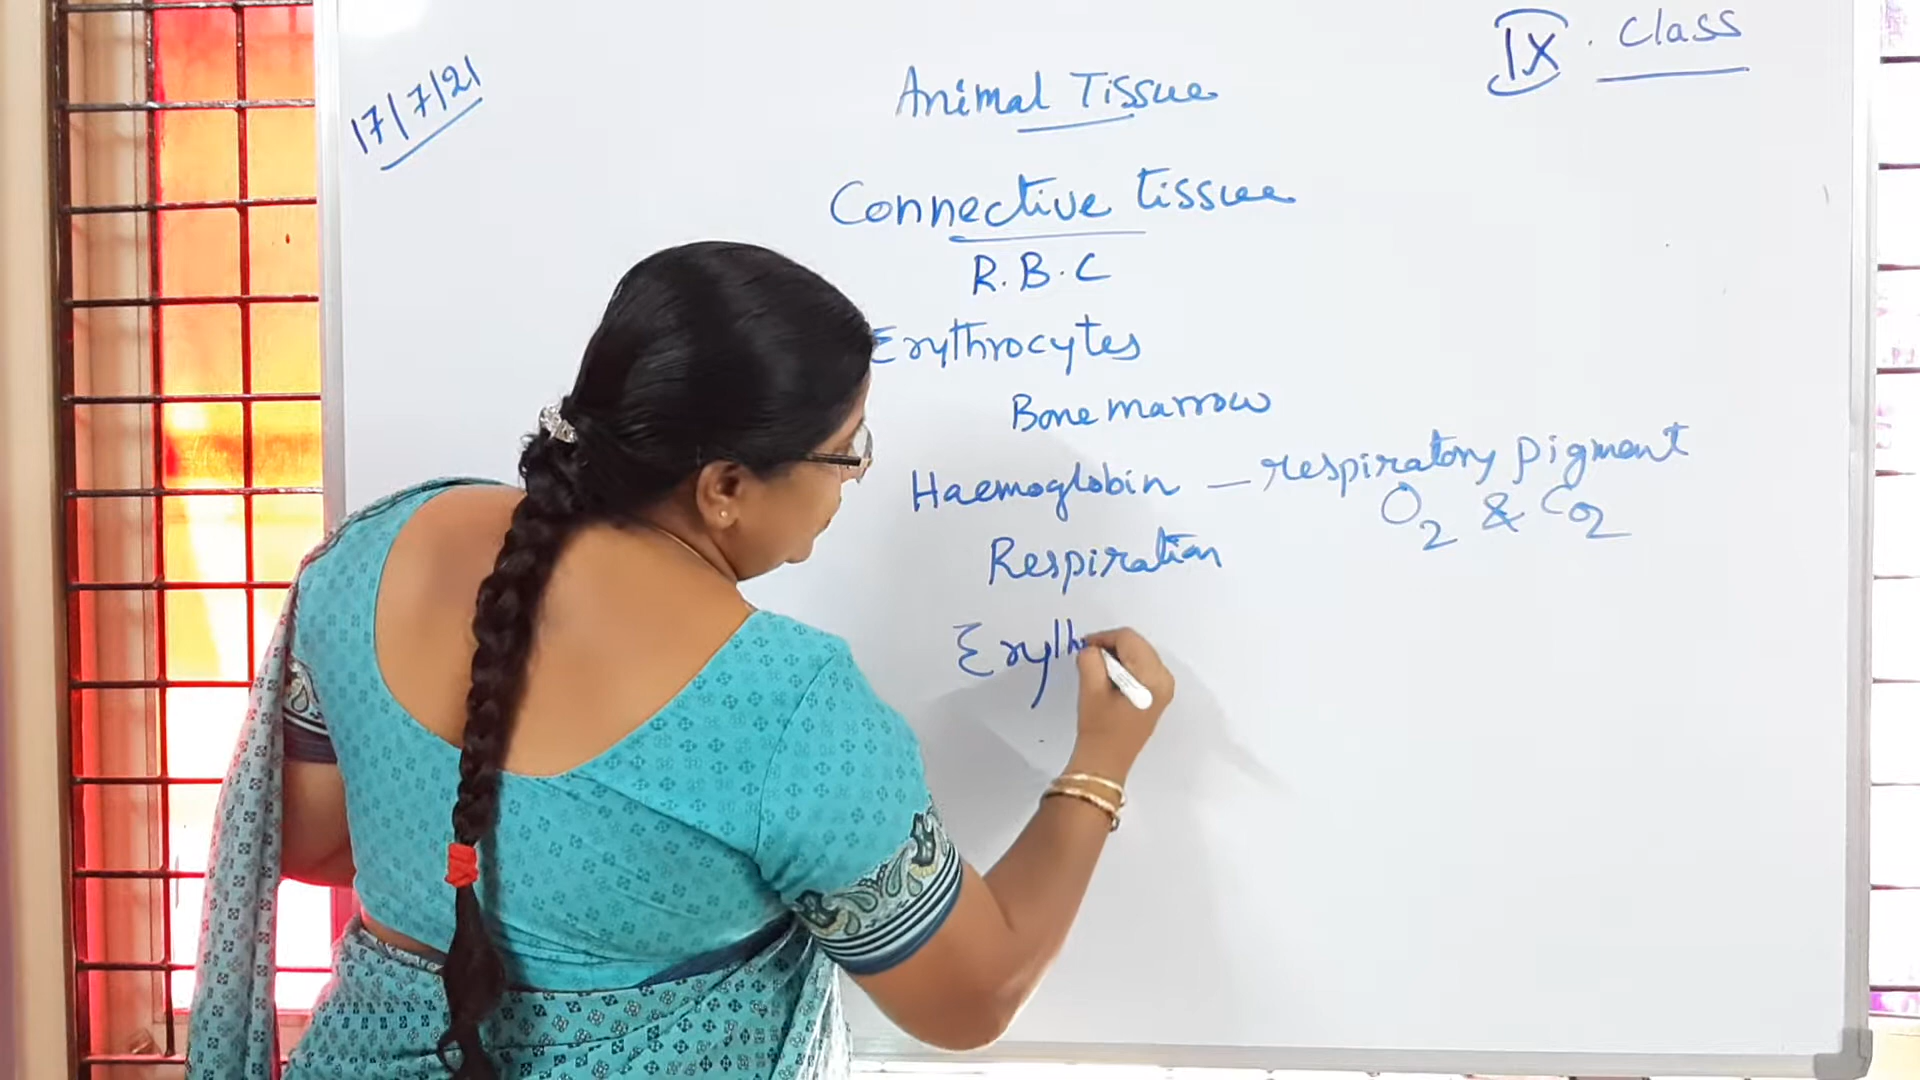 17/7/21
IX. Class
Animal Tissue
Connective tissue
R.B.C
Erythrocytes
Bone marrow
Haemoglobin — respiratory pigment
O2 & CO2
Respiration
Eryth